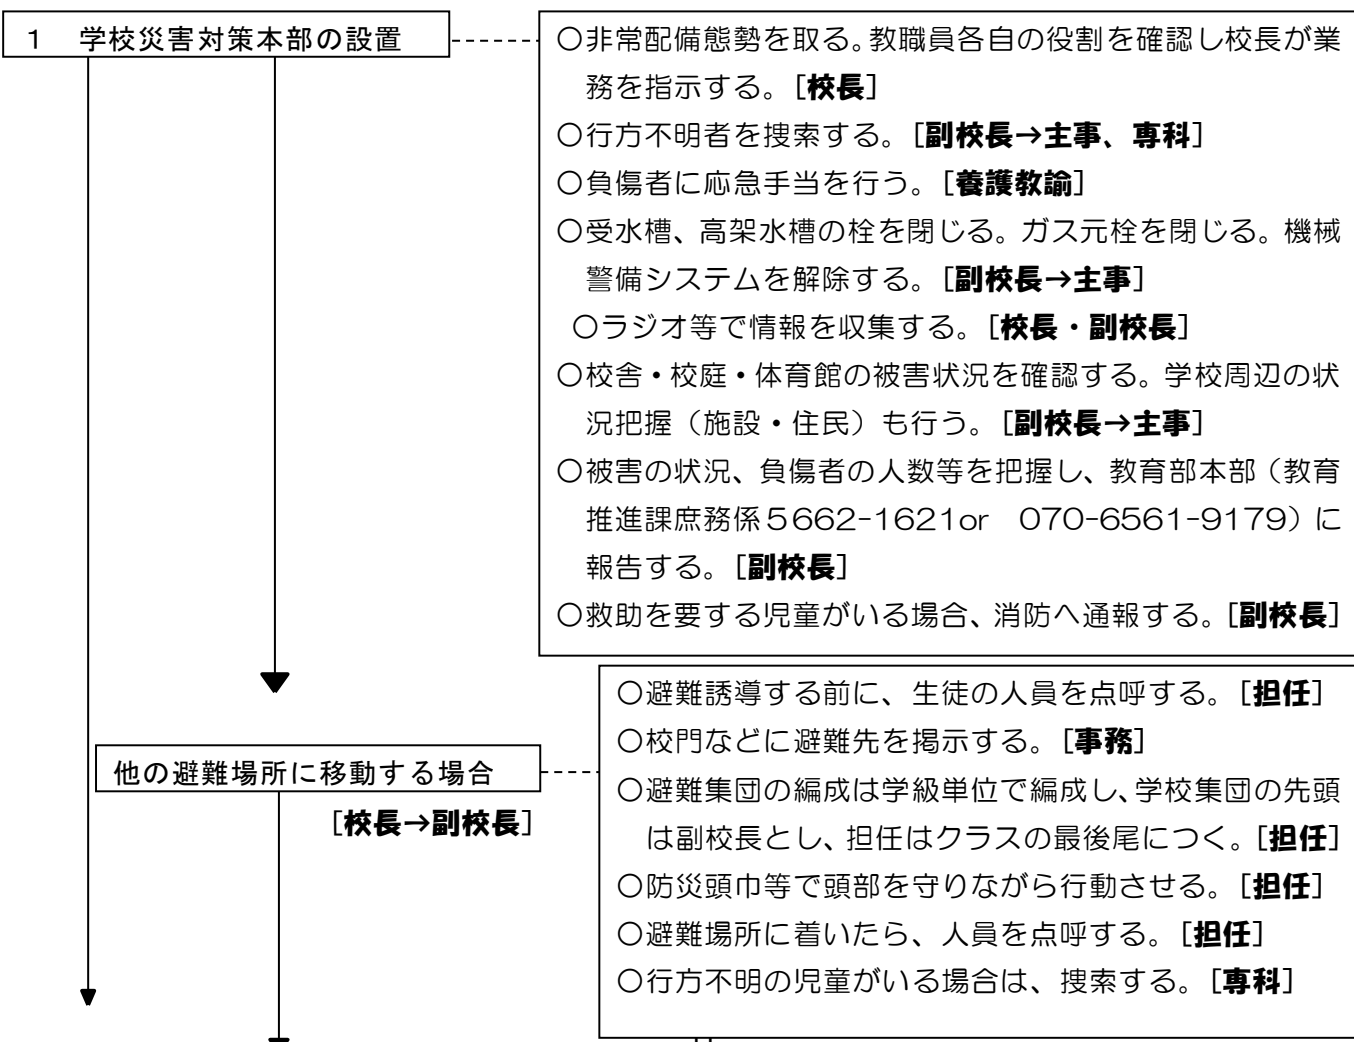 1　学校災害対策本部の設置
〇非常配備態勢を取る。教職員各自の役割を確認し校長が業
務を指示する。［校長］
〇行方不明者を捜索する。［副校長→主事、専科］
〇負傷者に応急手当を行う。［養護教諭］
〇受水槽、高架水槽の栓を閉じる。ガス元栓を閉じる。機械
警備システムを解除する。［副校長→主事］
〇ラジオ等で情報を収集する。［校長・副校長］
〇校舎・校庭・体育館の被害状況を確認する。学校周辺の状
況把握（施設・住民）も行う。［副校長→主事］
〇被害の状況、負傷者の人数等を把握し、教育部本部（教育
推進課庶務係５662-1621or　070-6561-9179）に
報告する。［副校長］
〇救助を要する児童がいる場合、消防へ通報する。［副校長］
他の避難場所に移動する場合
［校長→副校長］
〇避難誘導する前に、生徒の人員を点呼する。［担任］
〇校門などに避難先を掲示する。［事務］
〇避難集団の編成は学級単位で編成し、学校集団の先頭
は副校長とし、担任はクラスの最後尾につく。［担任］
〇防災頭巾等で頭部を守りながら行動させる。［担任］
〇避難場所に着いたら、人員を点呼する。［担任］
〇行方不明の児童がいる場合は、捜索する。［専科］